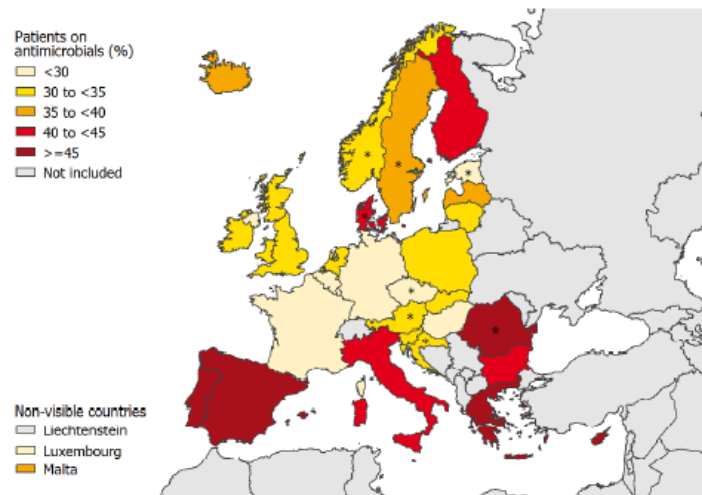 Patients on
antimicrobials (%)
<30
30 to <35
35 to <40
40 to <45
>=45
Not included
Non-visible countries
Liechtenstein
Luxembourg
Malta